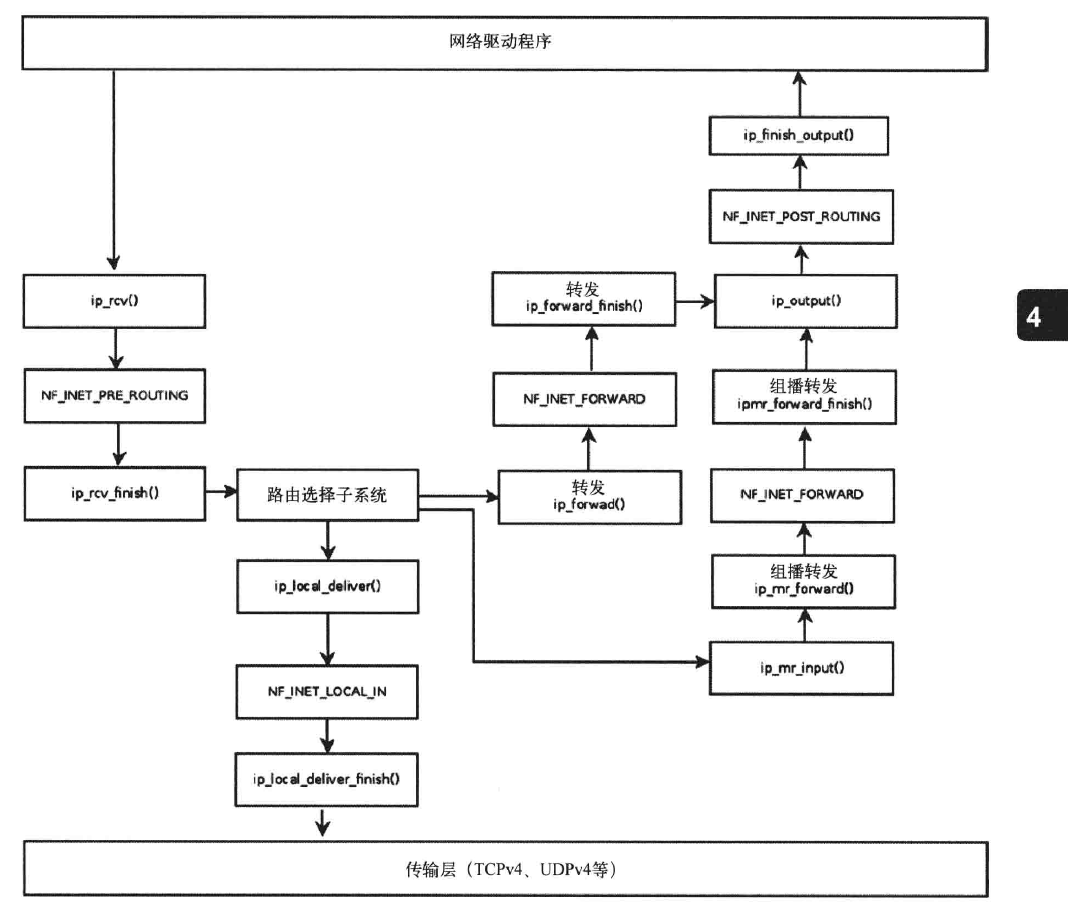 网络驱动程序
ip_finish_output()
NF_INET_POST_ROUTING
ip_rcv()
转发
ip_forward_finish()
ip_output()
4
NF_INET_PRE_ROUTING
NF_INET_FORWARD
组播转发
ipmr_forward_finish()
ip_rcv_finish()
路由选择子系统
转发
ip_forwad()
NF_INET_FORWARD
ip_local_deliver()
组播转发
ip_mr_forward()
NF_INET_LOCAL_IN
ip_mr_input()
ip_local_deliver_finish()
传输层（TCPv4、UDPv4等）